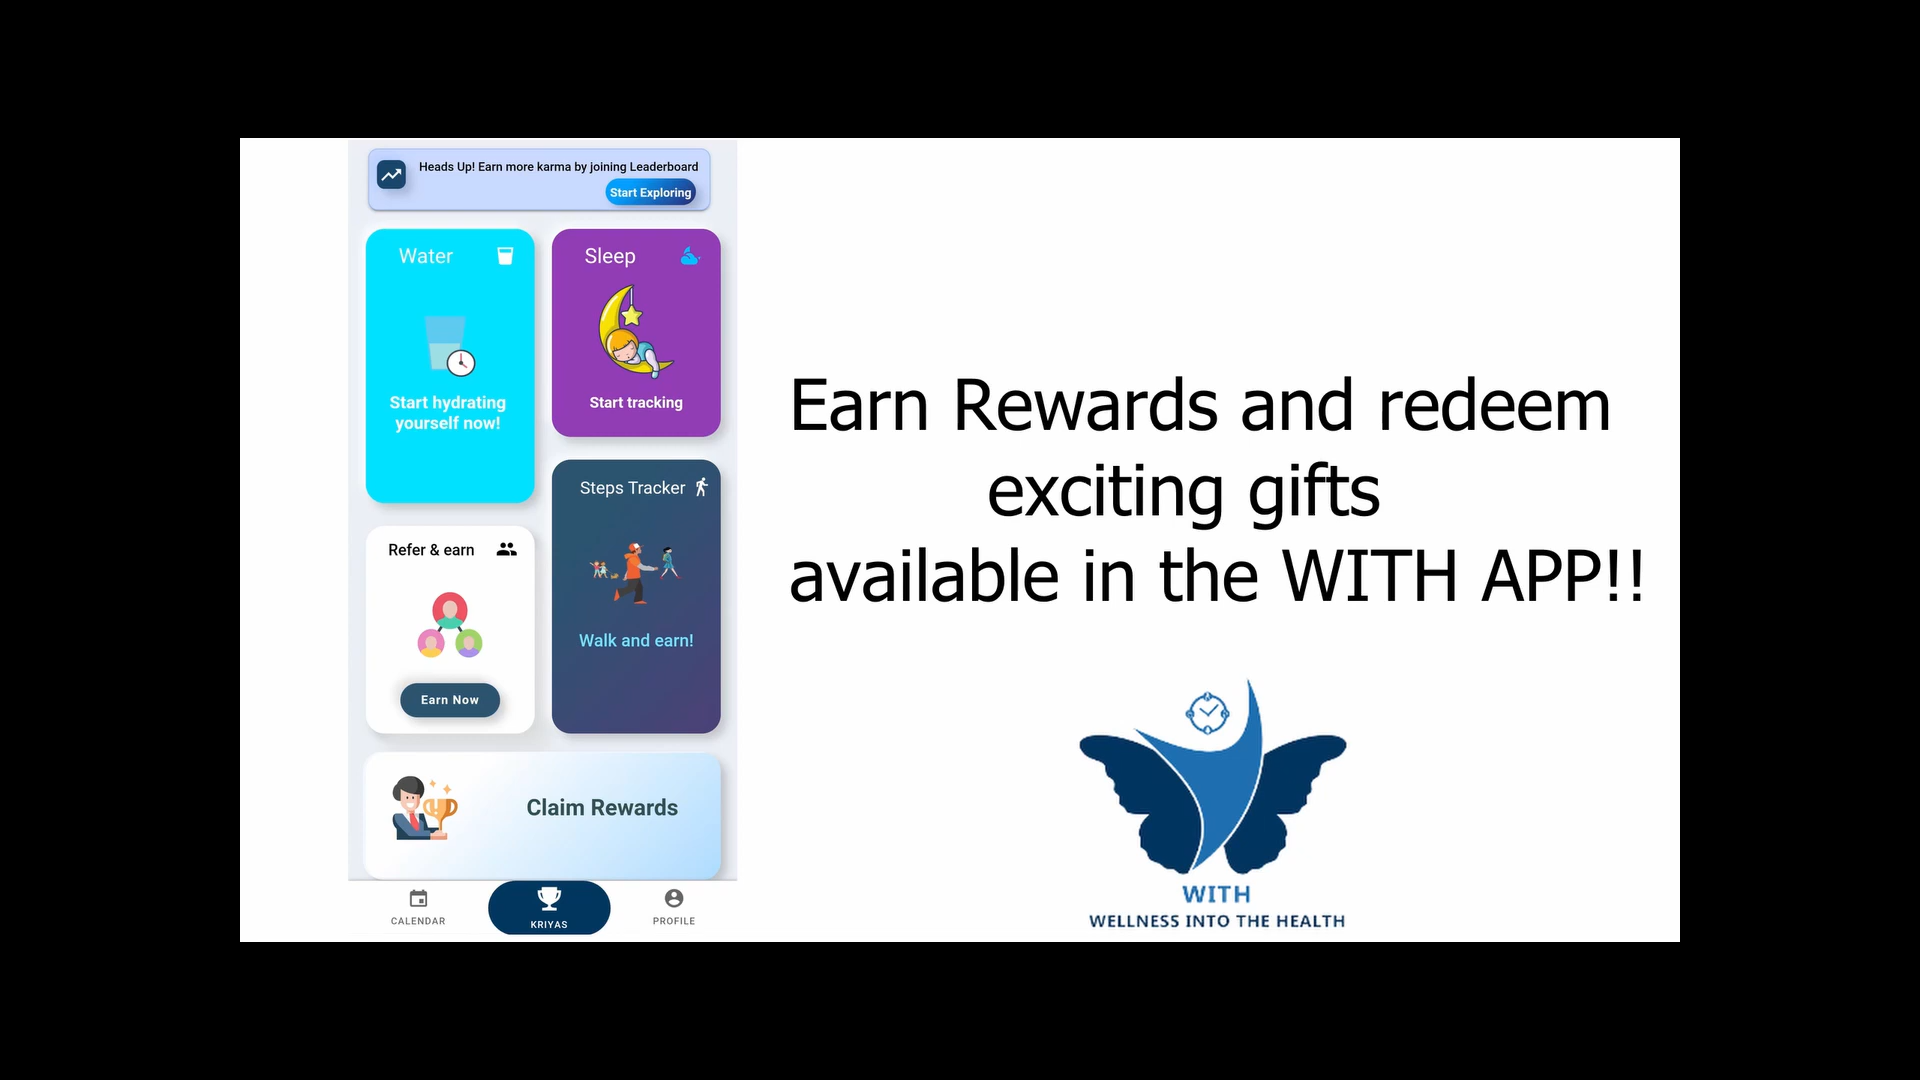 Heads Up! Earn more karma by joining Leaderboard
Start Exploring
Water
Start hydrating
yourself now!
Sleep
Start tracking
Steps Tracker
Walk and earn!
Refer & earn
Earn Now
Claim Rewards
CALENDAR
KRIYAS
PROFILE
Earn Rewards and redeem
exciting gifts
available in the WITH APP!!
WITH
WELLNESS INTO THE HEALTH